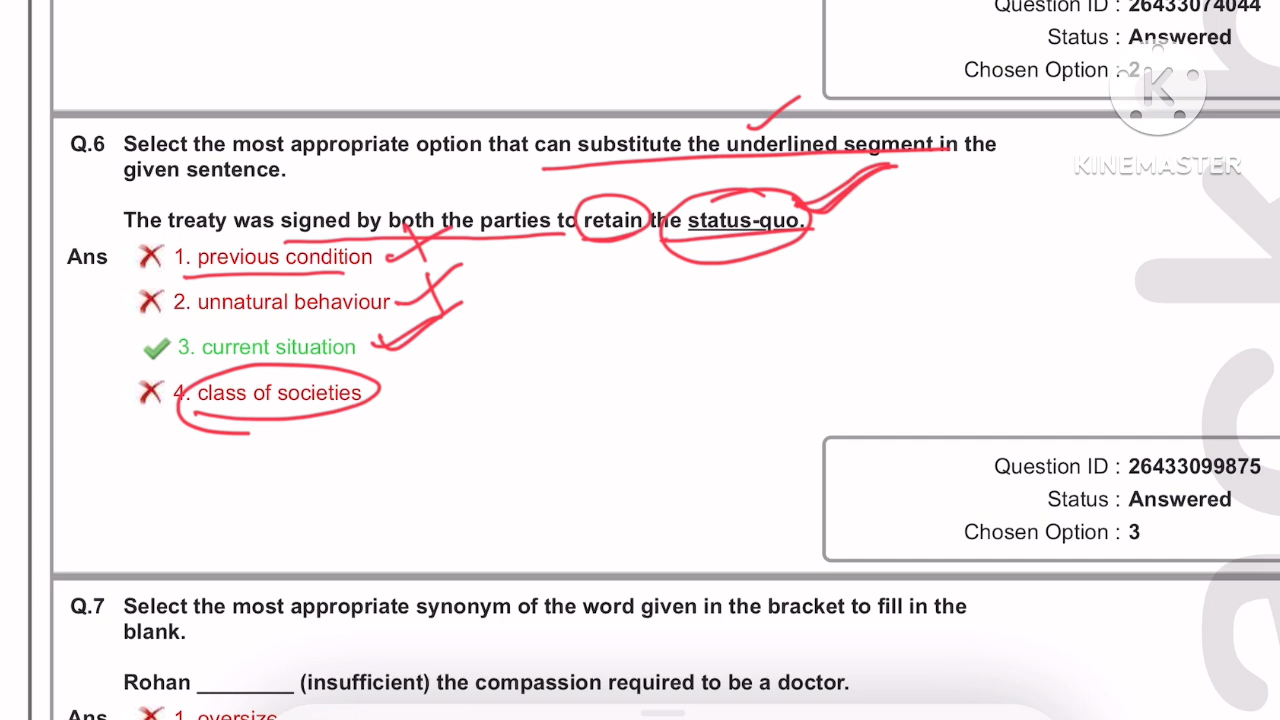 Question ID : 26433074044
Status : Answered
Chosen Option : 2
K
KINEMASTER
Q.6 Select the most appropriate option that can substitute the underlined segment in the
given sentence.
The treaty was signed by both the parties to retain the status-quo.
Ans 1. previous condition
2. unnatural behaviour
3. current situation
4. class of societies
Question ID : 26433099875
Status : Answered
Chosen Option : 3
Q.7 Select the most appropriate synonym of the word given in the bracket to fill in the
blank.
Rohan ________ (insufficient) the compassion required to be a doctor.
Ans 1. oversize